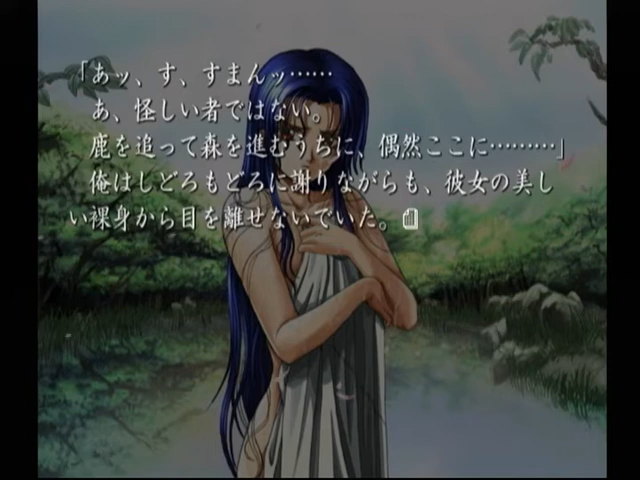 「あッ、す、すまんッ……
あ、怪しい者ではない。
鹿を追って森を進むうちに、偶然ここに………」
俺はしどろもどろに謝りながらも、彼女の美し
い裸身から目を離せないでいた。